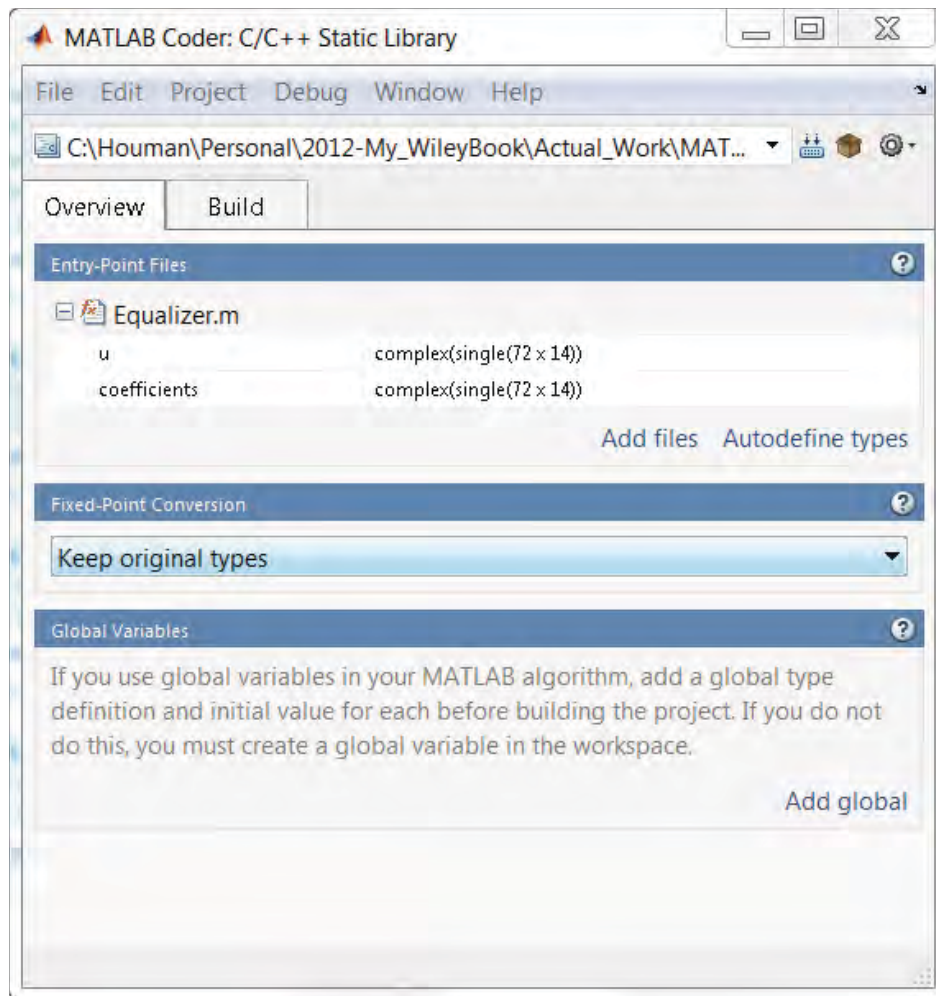 MATLAB Coder: C/C++ Static Library
File Edit Project Debug Window Help
C:\Houman\Personal\2012-My_WileyBook\Actual_Work\MAT...
Overview Build
Entry-Point Files
Equalizer.m
u complex(single(72 x 14))
coefficients complex(single(72 x 14))
Add files Autodefine types
Fixed-Point Conversion
Keep original types
Global Variables
If you use global variables in your MATLAB algorithm, add a global type
definition and initial value for each before building the project. If you do not
do this, you must create a global variable in the workspace.
Add global